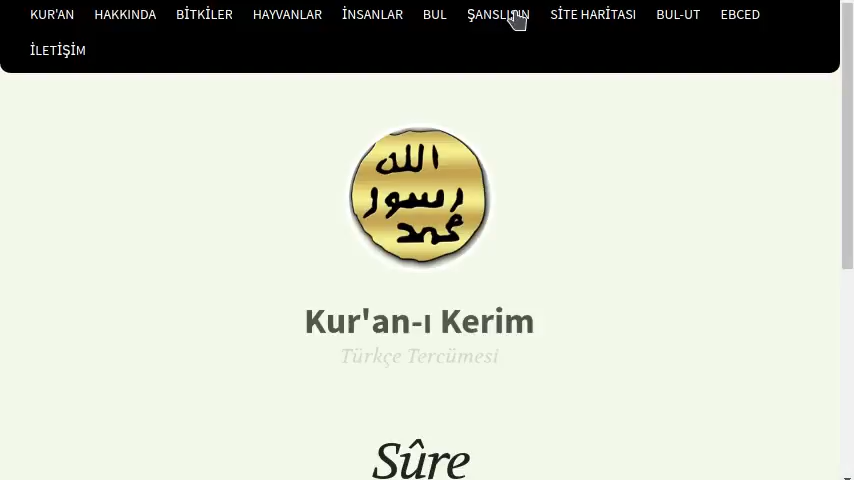 KUR'AN HAKKINDA BİTKİLER HAYVANLAR İNSANLAR BUL SİTE HARİTASI BUL-UT EBCED
İLETİŞİM
الله
رسول
محمد
Kur'an-ı Kerim
Türkçe Tercümesi
Sûre